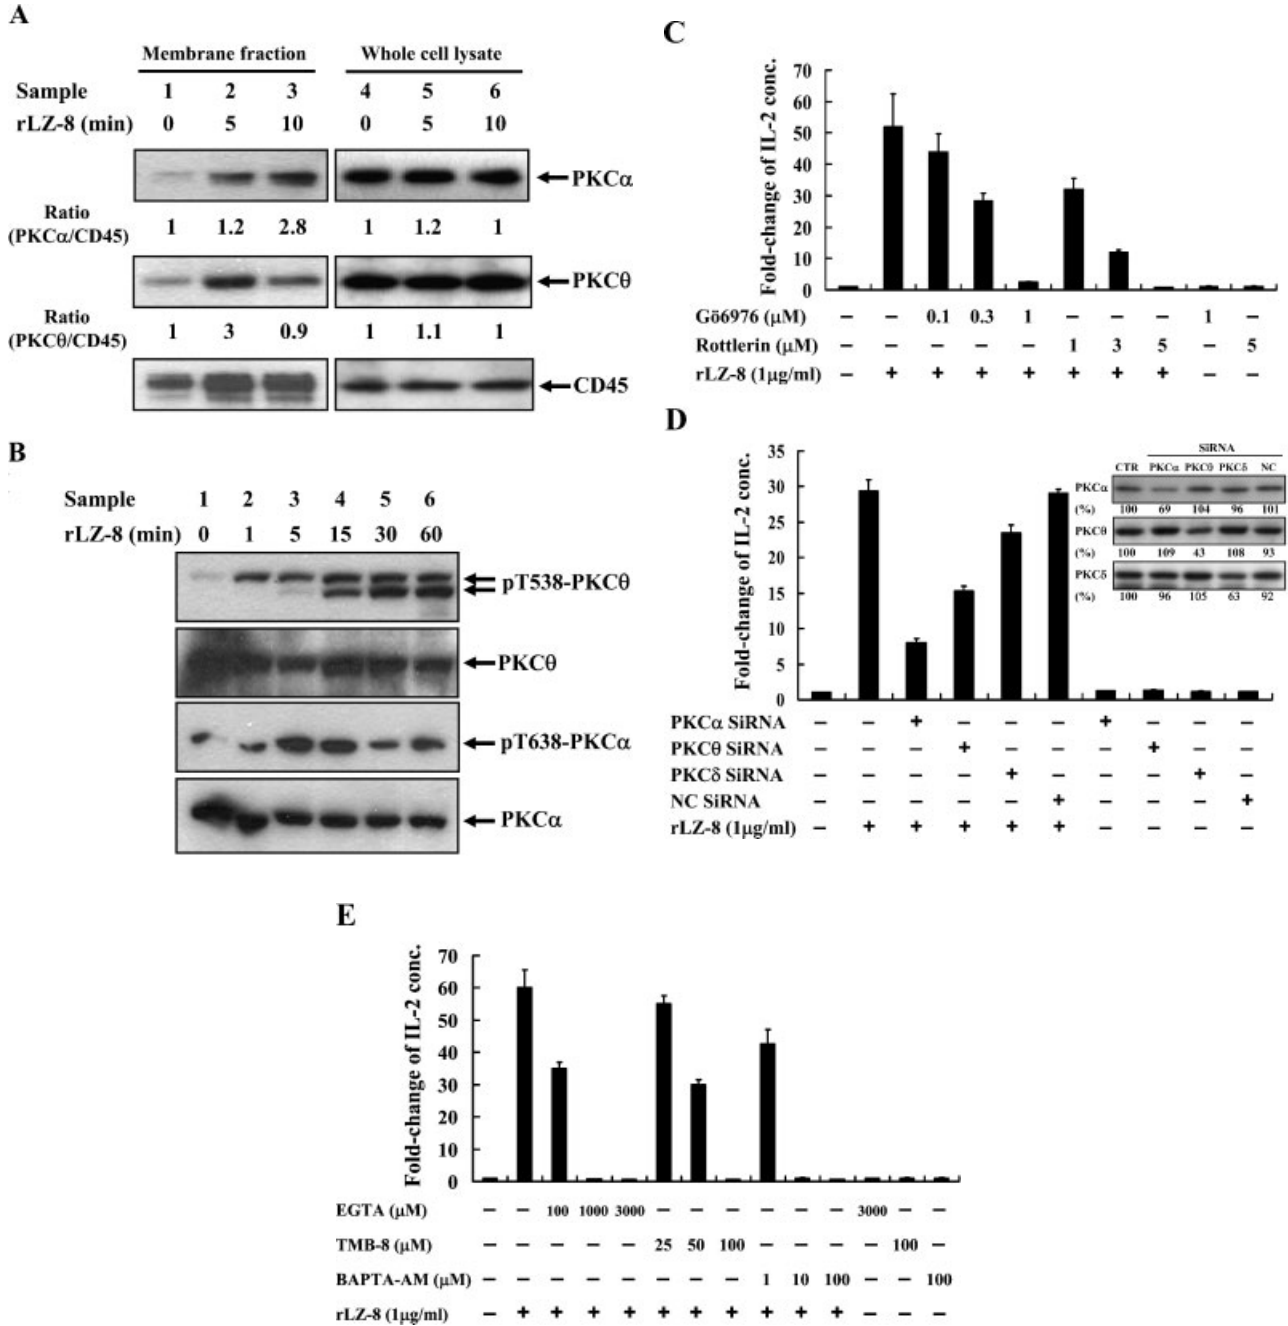 A
Membrane fraction Whole cell lysate
Sample 1 2 3 4 5 6
rLZ-8 (min) 0 5 10 0 5 10
PKCα
Ratio
(PKCα/CD45) 1 1.2 2.8 1 1.2 1
PKCθ
Ratio
(PKCθ/CD45) 1 3 0.9 1 1.1 1
CD45
B
Sample 1 2 3 4 5 6
rLZ-8 (min) 0 1 5 15 30 60
pT538-PKCθ
PKCθ
pT638-PKCα
PKCα
C
Fold-change of IL-2 conc.
70
60
50
40
30
20
10
0
Gö6976 (μM) – – 0.1 0.3 1 – – – 1 –
Rottlerin (μM) – – – – – 1 3 5 – 5
rLZ-8 (1μg/ml) – + + + + + + + – –
D
Fold-change of IL-2 conc.
35
30
25
20
15
10
5
0
SiRNA
CTR PKCα PKCθ PKCδ NC
PKCα
(%) 100 69 104 96 101
PKCθ
(%) 100 109 43 108 93
PKCδ
(%) 100 96 105 63 92
PKCα SiRNA – – + – – – + – – –
PKCθ SiRNA – – – + – – – + – –
PKCδ SiRNA – – – – + – – – + –
NC SiRNA – – – – – + – – – +
rLZ-8 (1μg/ml) – + + + + + – – – –
E
Fold-change of IL-2 conc.
70
60
50
40
30
20
10
0
EGTA (μM) – – 100 1000 3000 – – – – – – 3000 – –
TMB-8 (μM) – – – – – 25 50 100 – – – – 100 –
BAPTA-AM (μM) – – – – – – – – 1 10 100 – – 100
rLZ-8 (1μg/ml) – + + + + + + + + + + – – –